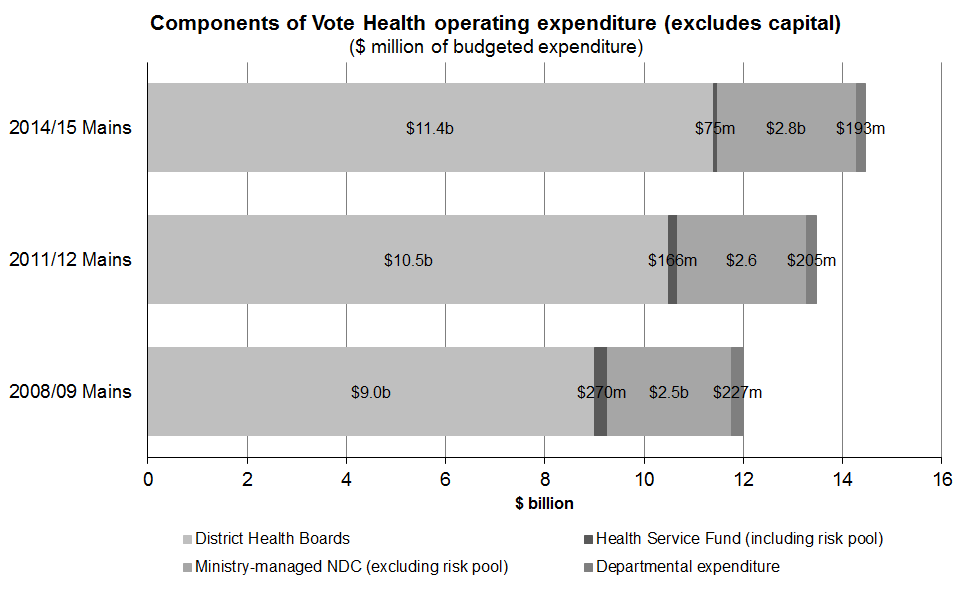 Components of Vote Health operating expenditure (excludes capital)
($ million of budgeted expenditure)
2014/15 Mains
$11.4b $75m $2.8b $193m
2011/12 Mains
$10.5b $166m $2.6 $205m
2008/09 Mains
$9.0b $270m $2.5b $227m
0 2 4 6 8 10 12 14 16
$ billion
District Health Boards
Health Service Fund (including risk pool)
Ministry-managed NDC (excluding risk pool)
Departmental expenditure